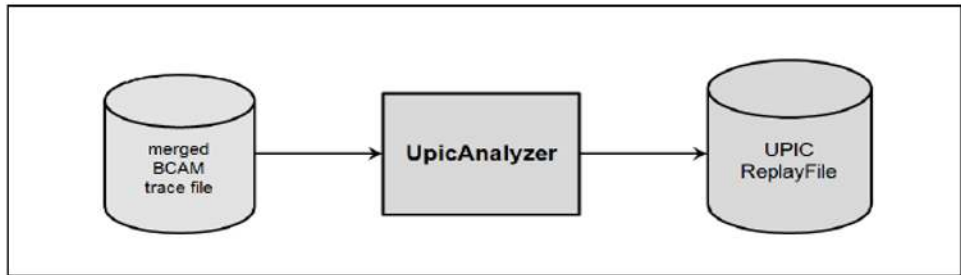 merged
BCAM
trace file
UpicAnalyzer
UPIC
ReplayFile